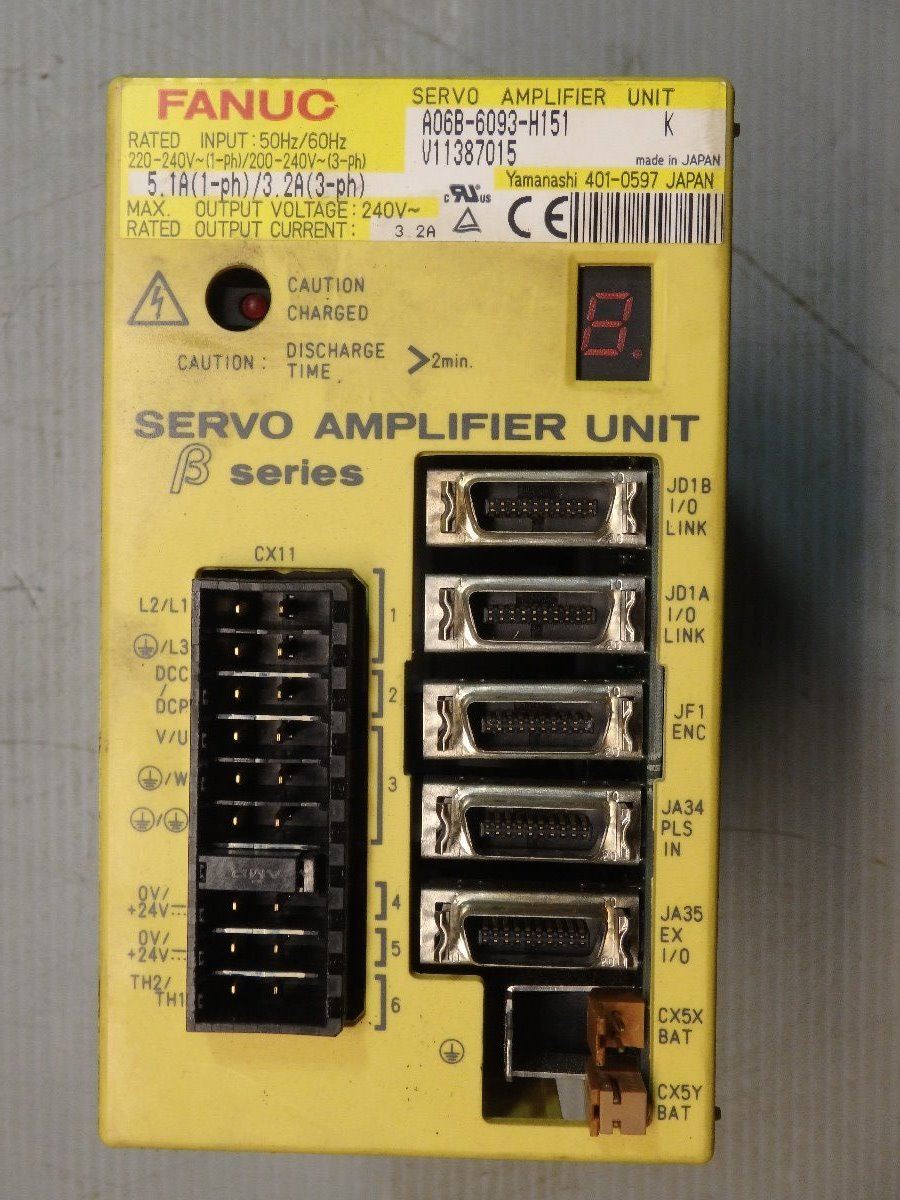 FANUC
SERVO AMPLIFIER UNIT
RATED INPUT: 50Hz/60Hz
220-240V~(1-ph)/200-240V~(3-ph)
5.1A(1-ph)/3.2A(3-ph)
MAX. OUTPUT VOLTAGE: 240V~
RATED OUTPUT CURRENT: 3.2A
A06B-6093-H151 K
V11387015
made in JAPAN
Yamanashi 401-0597 JAPAN
c RU us
CE
CAUTION
CHARGED
CAUTION: DISCHARGE TIME >2min.
8.
SERVO AMPLIFIER UNIT
β series
CX11
L2/L1
/L3
DCC
/
DCP
V/U
/W
/
0V/
+24V
0V/
+24V
TH2/
TH1
1
2
3
4
5
6
AMP
JD1B
I/O
LINK
JD1A
I/O
LINK
JF1
ENC
JA34
PLS
IN
JA35
EX
I/O
CX5X
BAT
CX5Y
BAT